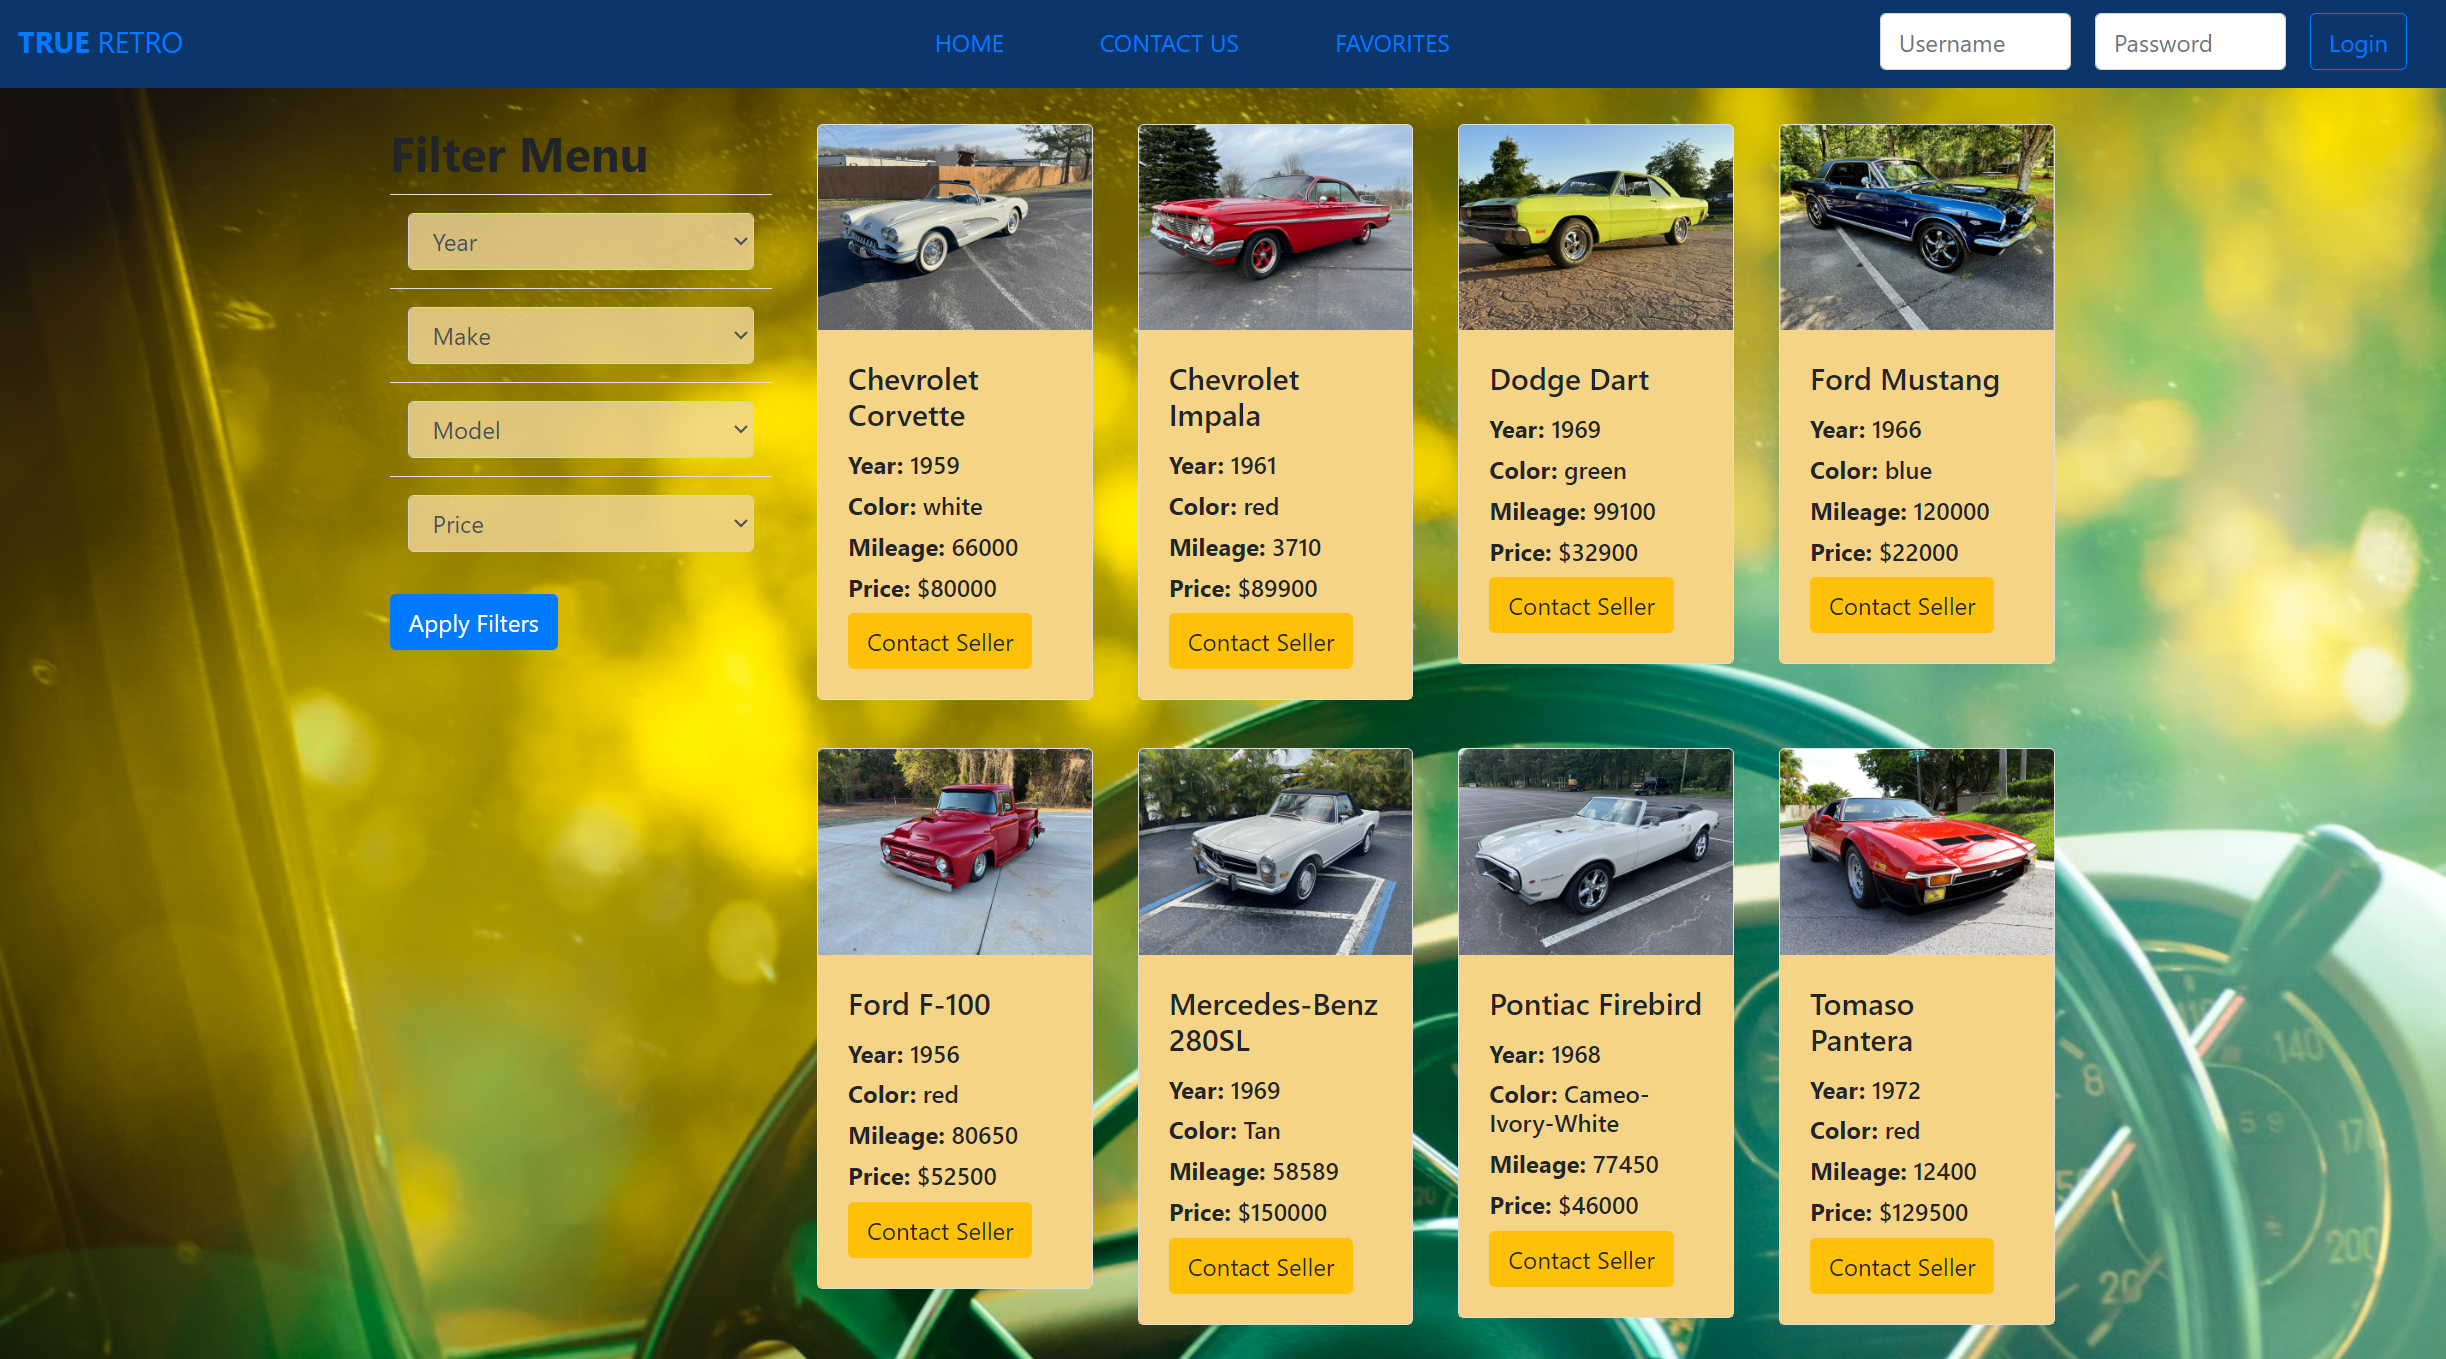 TRUE RETRO
HOME
CONTACT US
FAVORITES
Username
Password
Login
Filter Menu
Year
Make
Model
Price
Apply Filters
Chevrolet
Corvette
Year: 1959
Color: white
Mileage: 66000
Price: $80000
Contact Seller
Chevrolet
Impala
Year: 1961
Color: red
Mileage: 3710
Price: $89900
Contact Seller
Dodge Dart
Year: 1969
Color: green
Mileage: 99100
Price: $32900
Contact Seller
Ford Mustang
Year: 1966
Color: blue
Mileage: 120000
Price: $22000
Contact Seller
Ford F-100
Year: 1956
Color: red
Mileage: 80650
Price: $52500
Contact Seller
Mercedes-Benz
280SL
Year: 1969
Color: Tan
Mileage: 58589
Price: $150000
Contact Seller
Pontiac Firebird
Year: 1968
Color: Cameo-
Ivory-White
Mileage: 77450
Price: $46000
Contact Seller
Tomaso
Pantera
Year: 1972
Color: red
Mileage: 12400
Price: $129500
Contact Seller
110
140
8
20
200